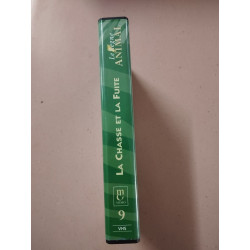 ANIMAL
LA CHASSE ET LA FUITE
9
VHS